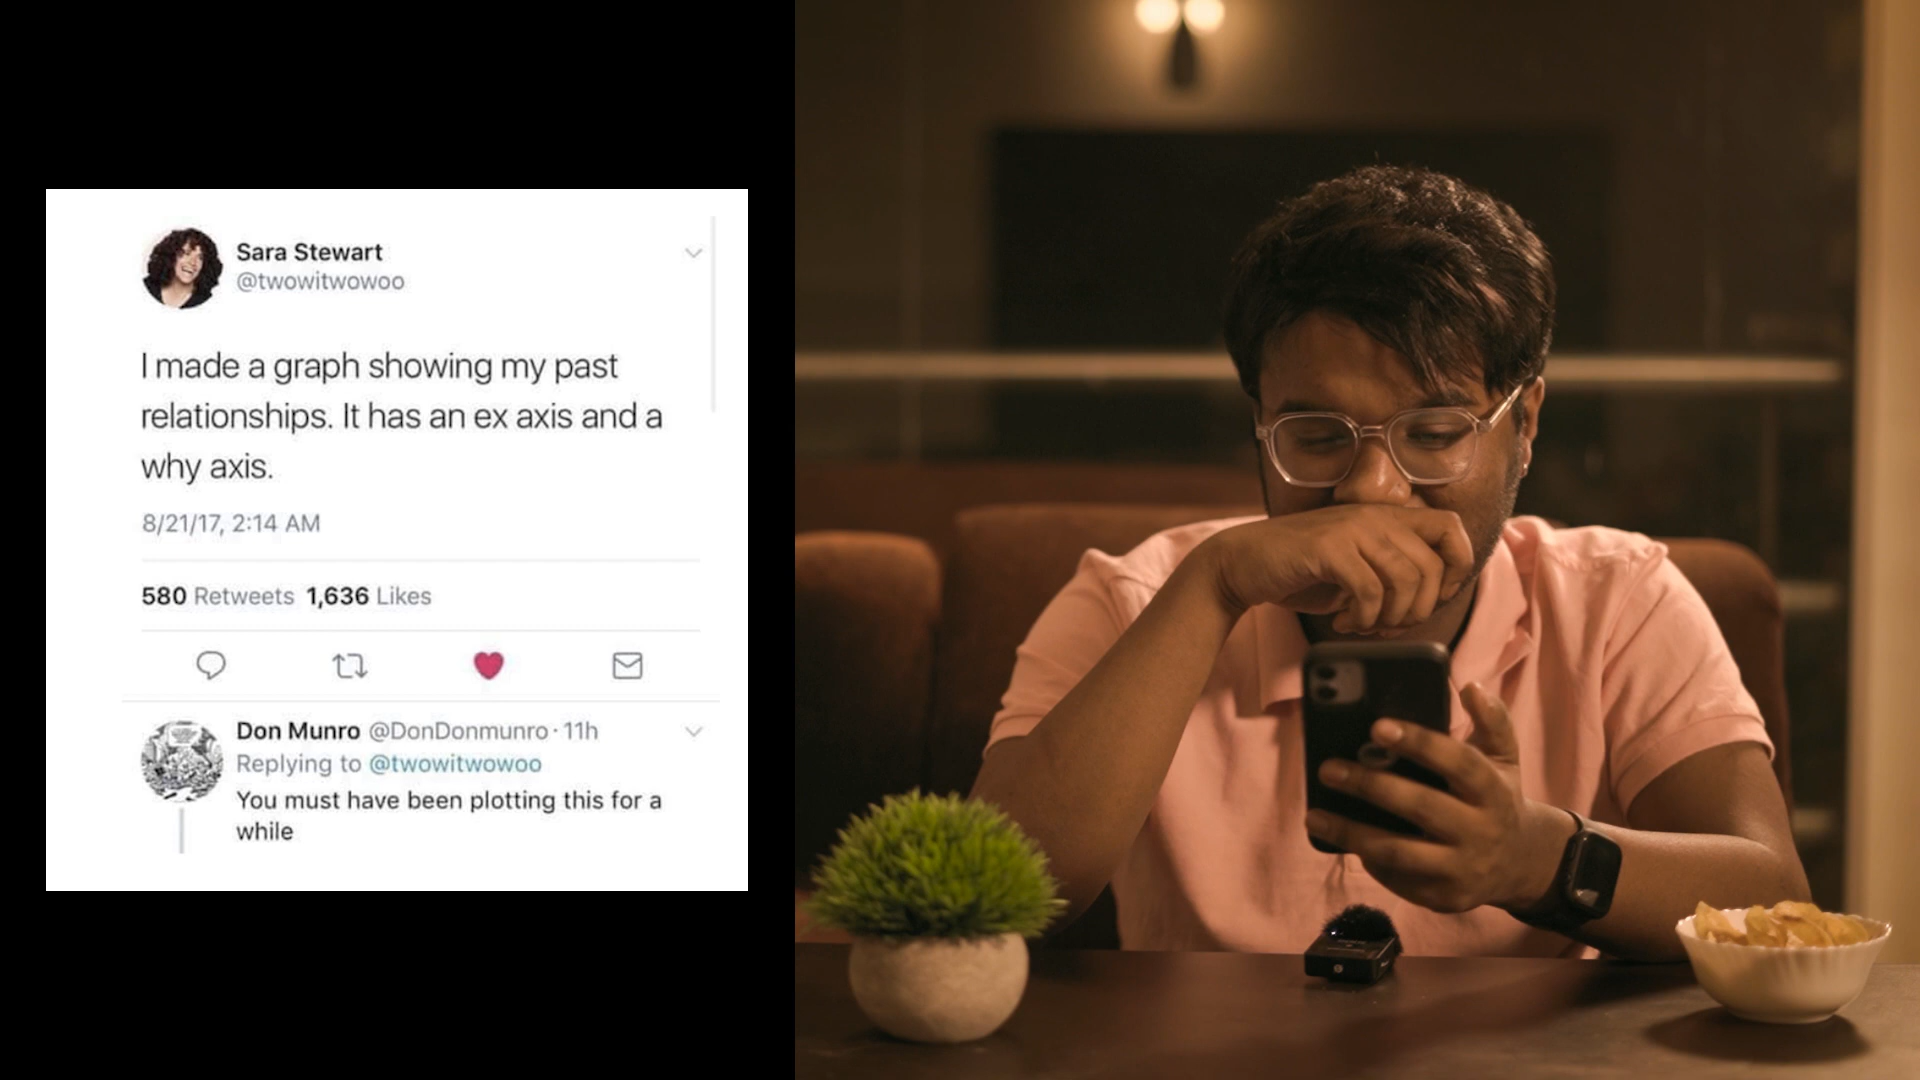 Sara Stewart
@twowitwowoo
I made a graph showing my past
relationships. It has an ex axis and a
why axis.
8/21/17, 2:14 AM
580 Retweets 1,636 Likes
Don Munro @DonDonmunro · 11h
Replying to @twowitwowoo
You must have been plotting this for a
while